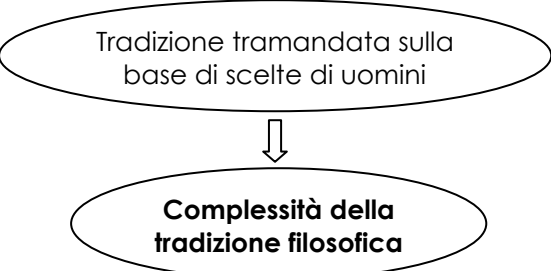 Tradizione tramandata sulla
base di scelte di uomini
Complessità della
tradizione filosofica